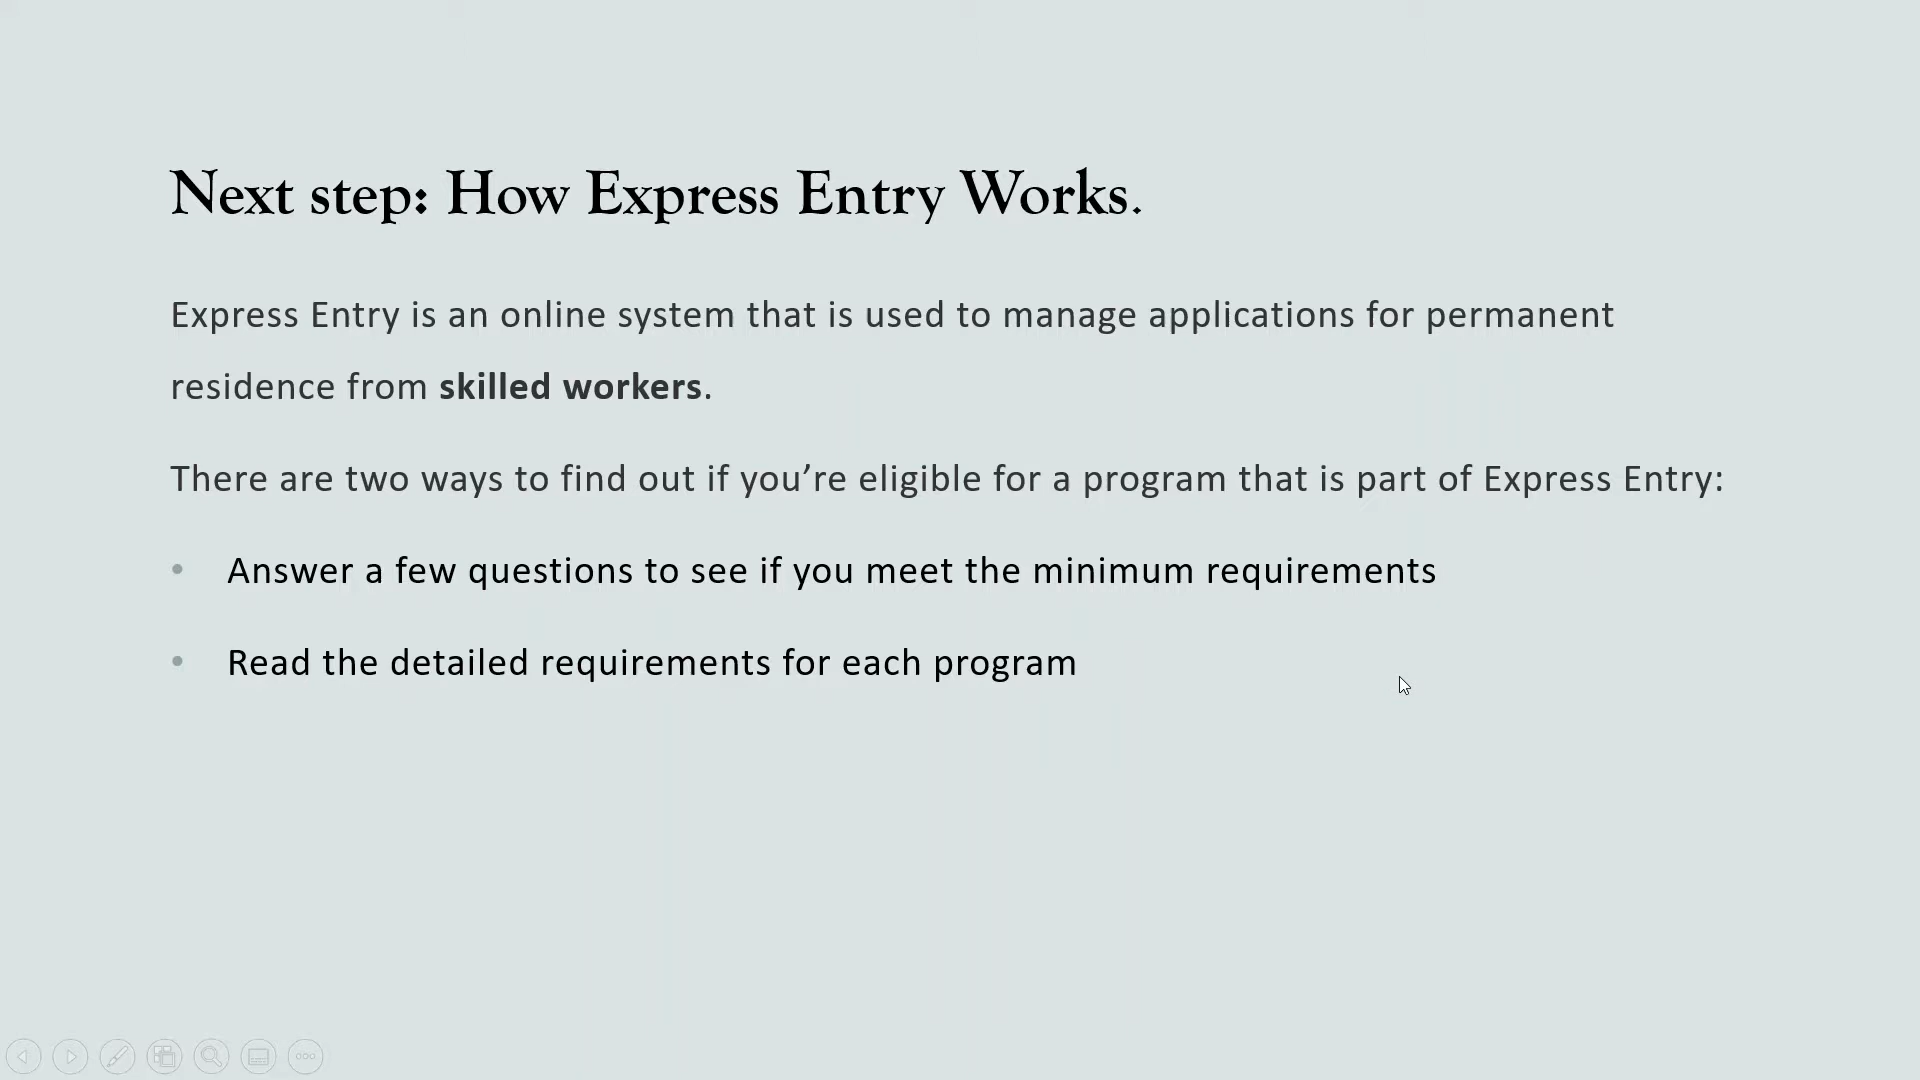 Next step: How Express Entry Works.
Express Entry is an online system that is used to manage applications for permanent
residence from skilled workers.
There are two ways to find out if you’re eligible for a program that is part of Express Entry:
• Answer a few questions to see if you meet the minimum requirements
• Read the detailed requirements for each program